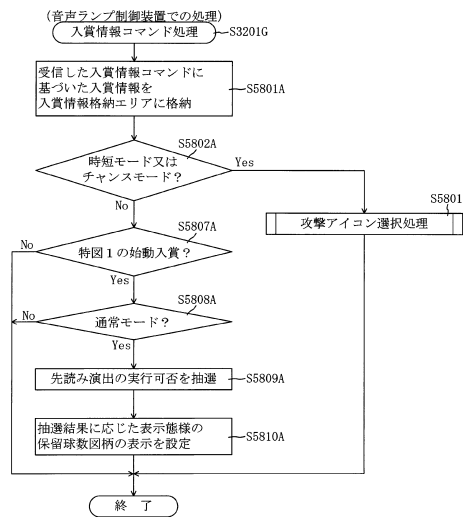 (音声ランプ制御装置での処理)
入賞情報コマンド処理
S3201G
受信した入賞情報コマンドに
基づいた入賞情報を
入賞情報格納エリアに格納
S5801A
S5802A
時短モード又は
チャンスモード?
Yes
No
S5801
攻撃アイコン選択処理
S5807A
特図1の始動入賞?
No
Yes
S5808A
通常モード?
No
Yes
先読み演出の実行可否を抽選
S5809A
抽選結果に応じた表示態様の
保留球数図柄の表示を設定
S5810A
終 了